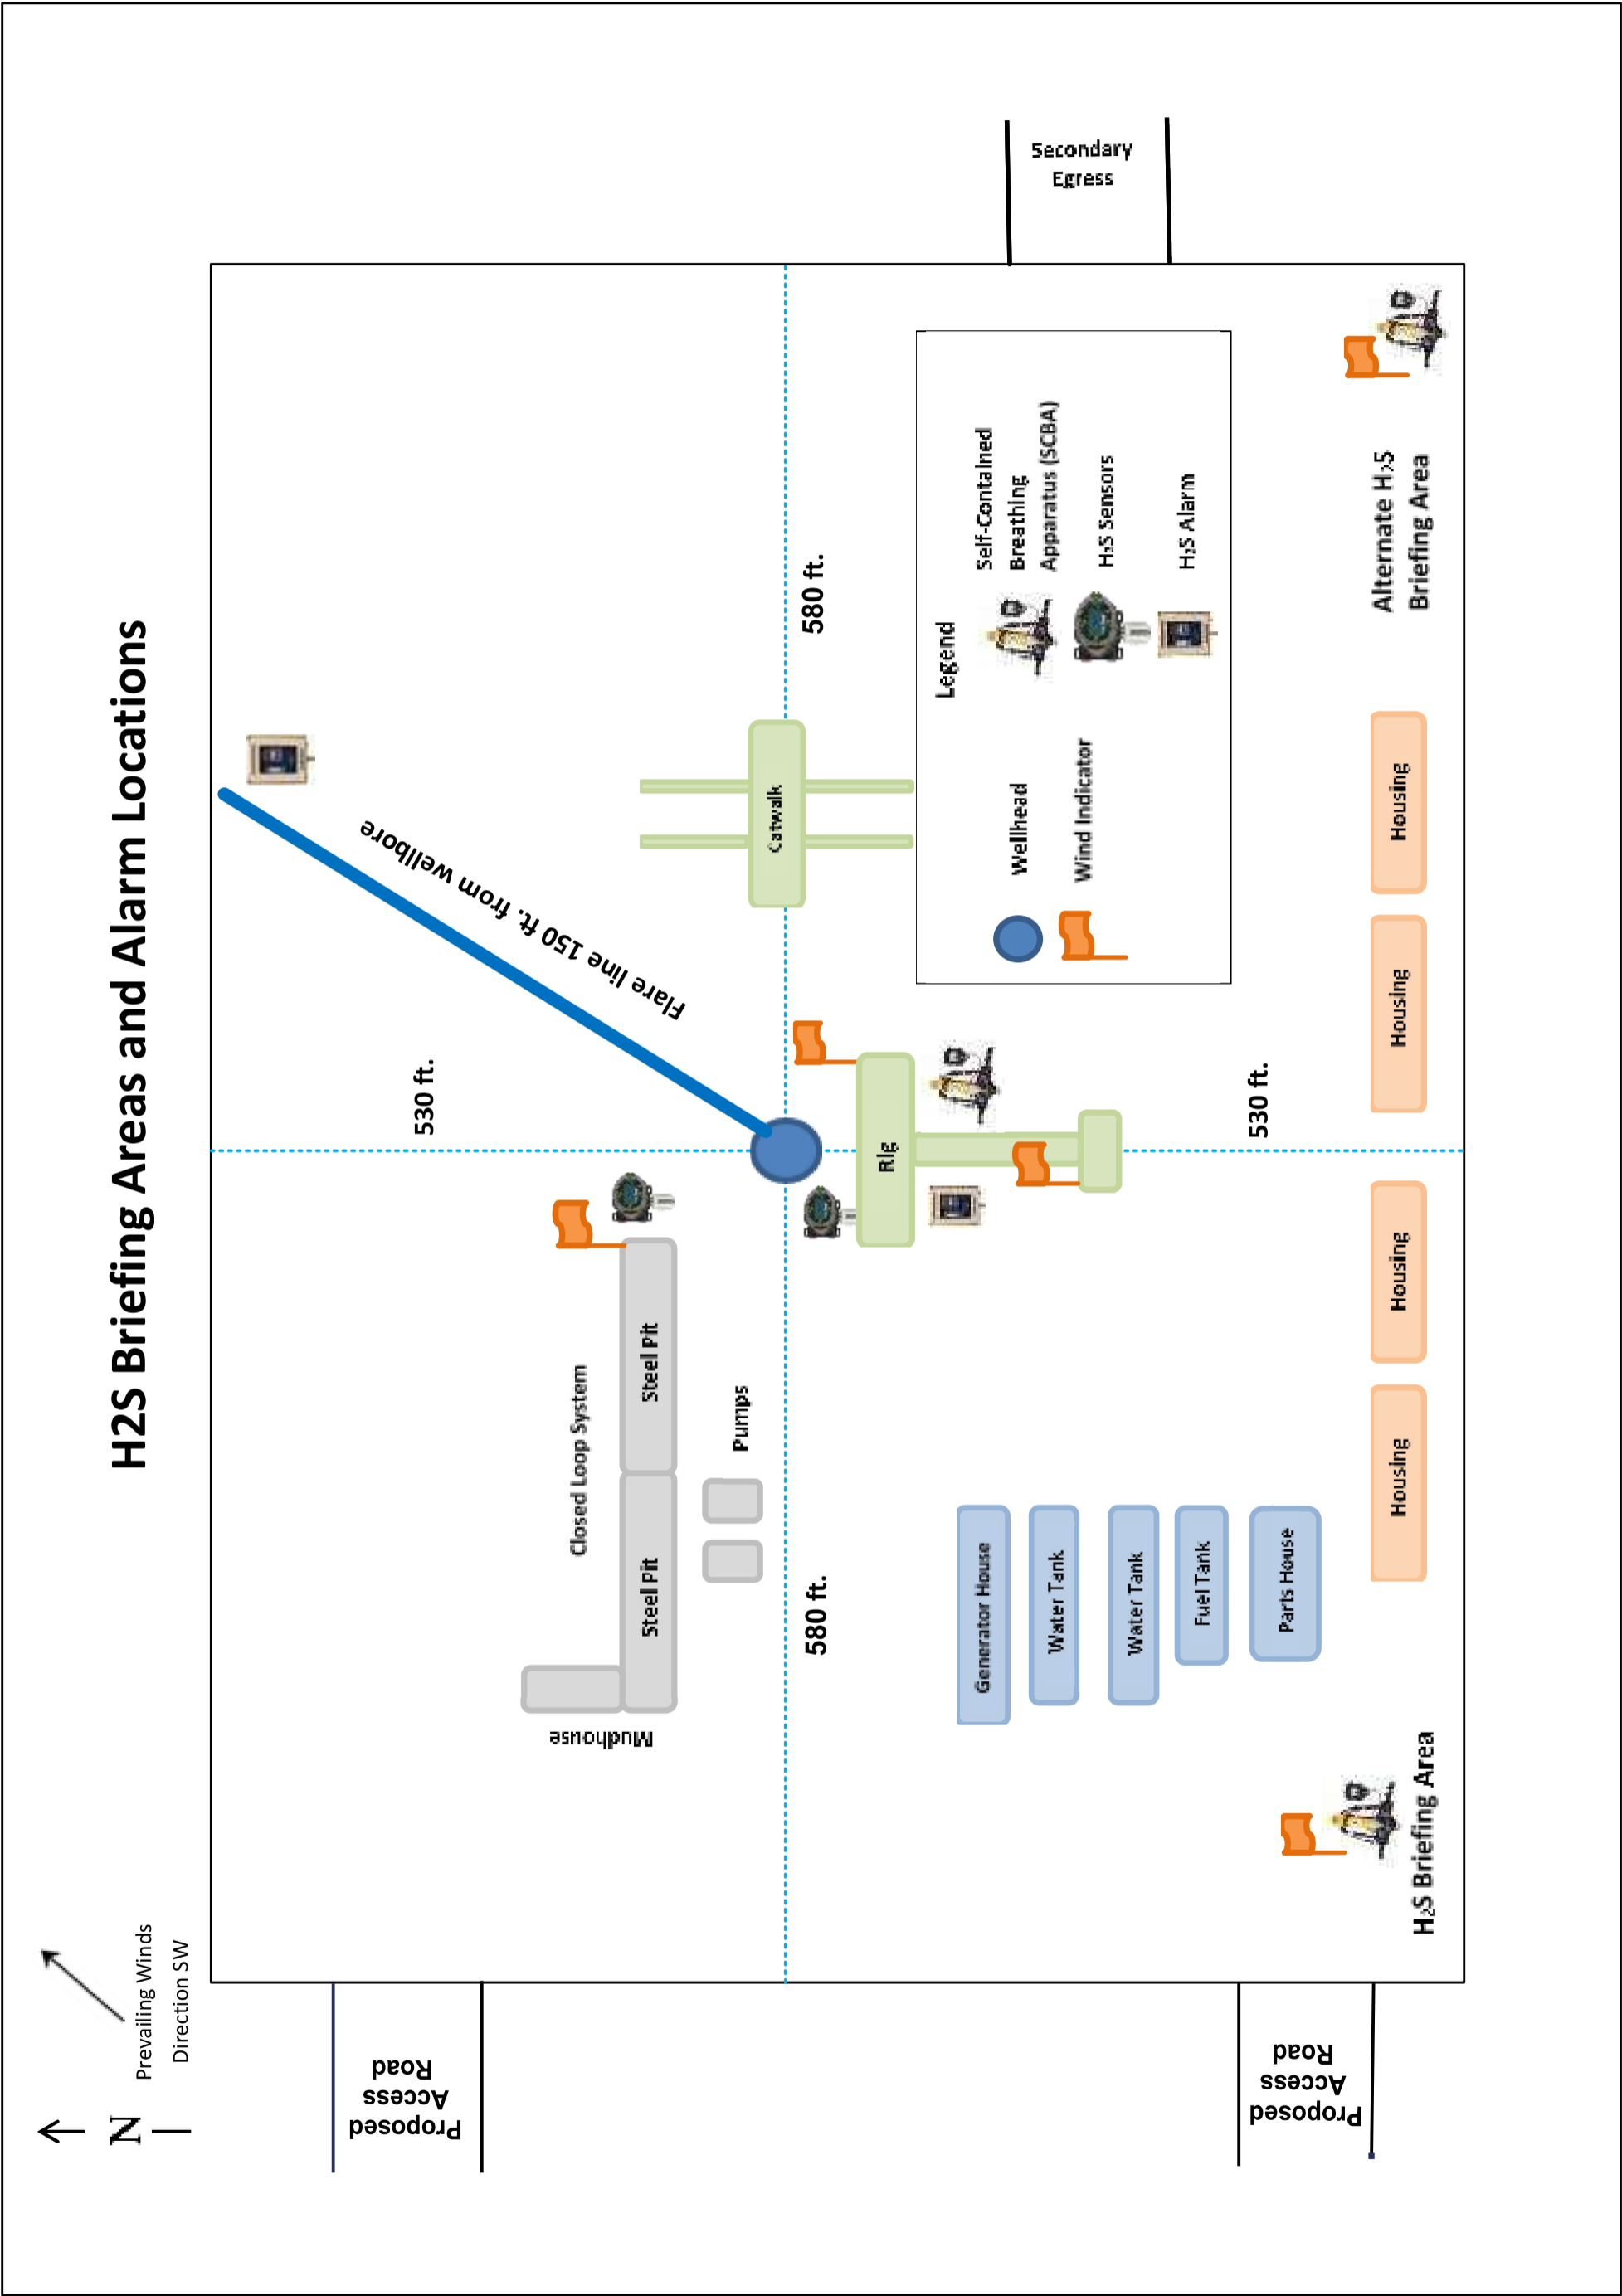 H2S Briefing Areas and Alarm Locations
N
Prevailing Winds
Direction SW
Proposed
Access
Road
Proposed
Access
Road
Secondary
Egress
530 ft.
580 ft.
580 ft.
530 ft.
Flare line 150 ft. from wellbore
Closed Loop System
Mudhouse
Steel Pit
Steel Pit
Pumps
Catwalk
Rig
Generator House
Water Tank
Water Tank
Fuel Tank
Parts House
Legend
Wellhead
Wind Indicator
Self-Contained
Breathing
Apparatus (SCBA)
H₂S Sensors
H₂S Alarm
Housing
Housing
Housing
Housing
H₂S Briefing Area
Alternate H₂S
Briefing Area